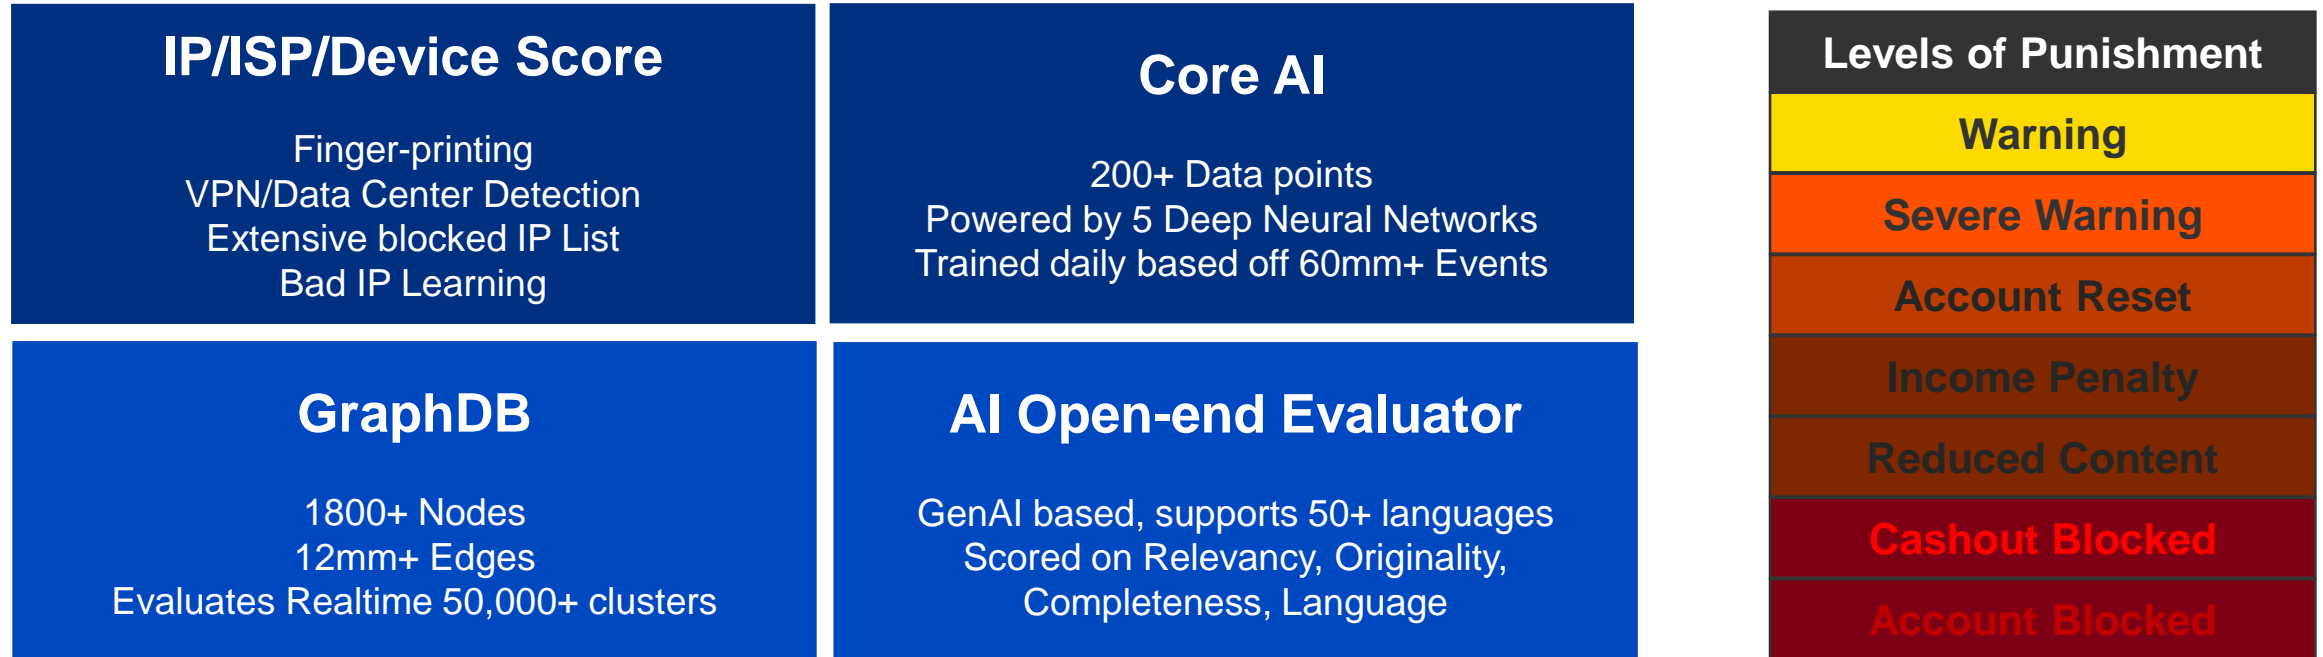 IP/ISP/Device Score
Finger-printing
VPN/Data Center Detection
Extensive blocked IP List
Bad IP Learning
Core AI
200+ Data points
Powered by 5 Deep Neural Networks
Trained daily based off 60mm+ Events
GraphDB
1800+ Nodes
12mm+ Edges
Evaluates Realtime 50,000+ clusters
AI Open-end Evaluator
GenAI based, supports 50+ languages
Scored on Relevancy, Originality,
Completeness, Language
Levels of Punishment
Warning
Severe Warning
Account Reset
Income Penalty
Reduced Content
Cashout Blocked
Account Blocked